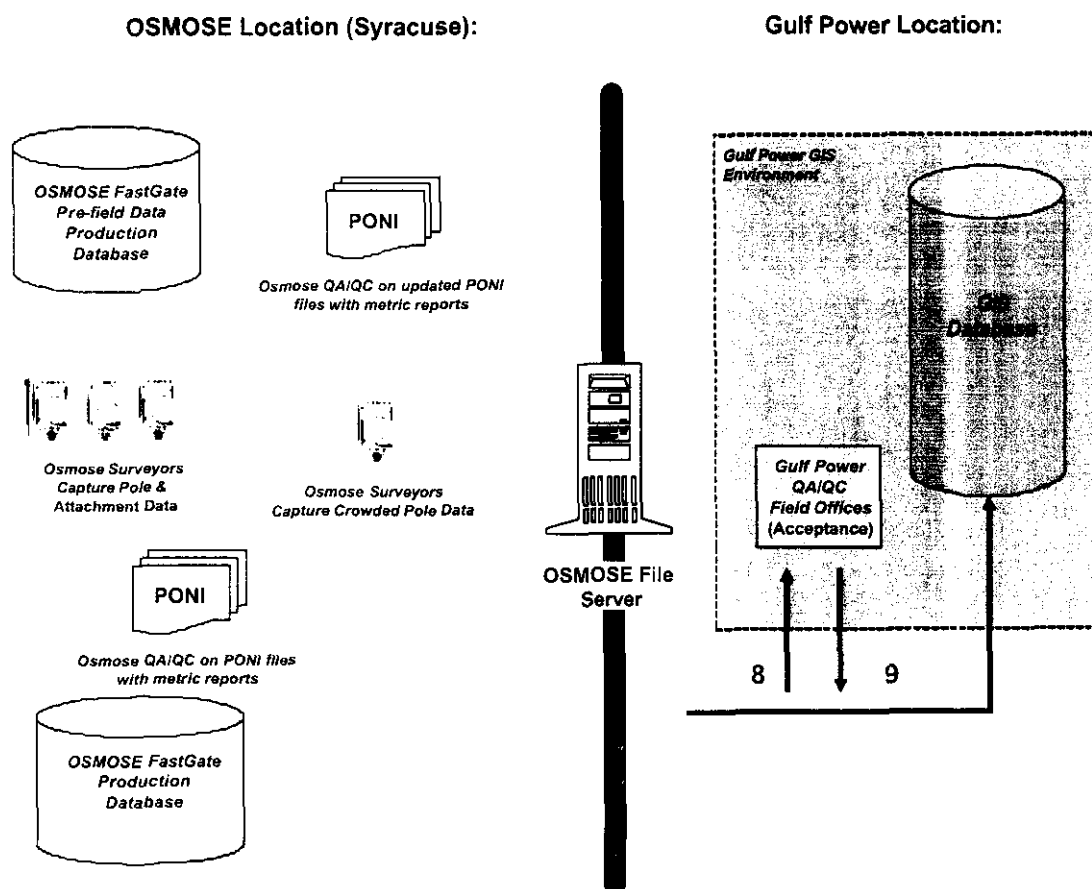 OSMOSE Location (Syracuse):
Gulf Power Location:
OSMOSE FastGate
Pre-field Data
Production
Database
PONI
Osmose QA/QC on updated PONI
files with metric reports
Gulf Power GIS
Environment
GIS
Database
Osmose Surveyors
Capture Pole &
Attachment Data
Osmose Surveyors
Capture Crowded Pole Data
OSMOSE File
Server
Gulf Power
QA/QC
Field Offices
(Acceptance)
PONI
Osmose QA/QC on PONI files
with metric reports
8
9
OSMOSE FastGate
Production
Database